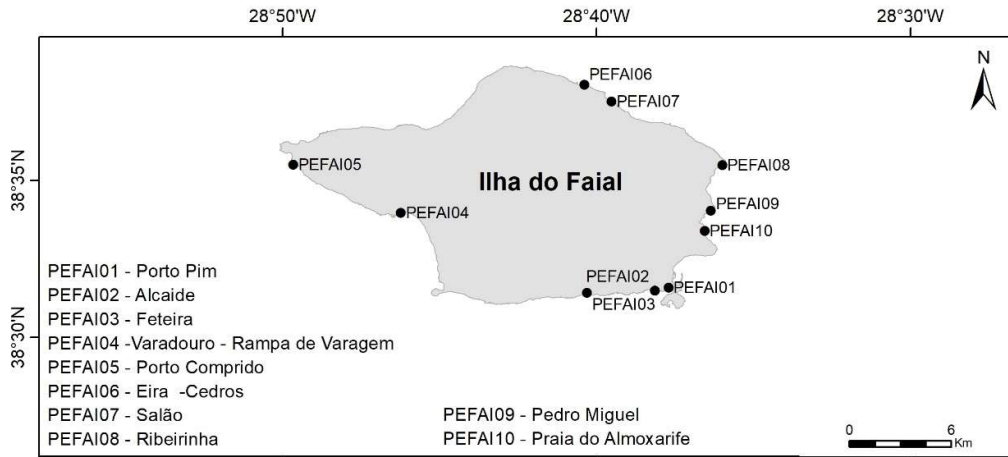 28°50'W 28°40'W 28°30'W
N
PEFAI06
PEFAI07
PEFAI05
Ilha do Faial
PEFAI08
38°35'N
PEFAI04
PEFAI09
PEFAI10
PEFAI02
PEFAI01
PEFAI03
38°30'N
PEFAI01 - Porto Pim
PEFAI02 - Alcaide
PEFAI03 - Feteira
PEFAI04 -Varadouro - Rampa de Varagem
PEFAI05 - Porto Comprido
PEFAI06 - Eira -Cedros
PEFAI07 - Salão
PEFAI08 - Ribeirinha
PEFAI09 - Pedro Miguel
PEFAI10 - Praia do Almoxarife
0 6
Km